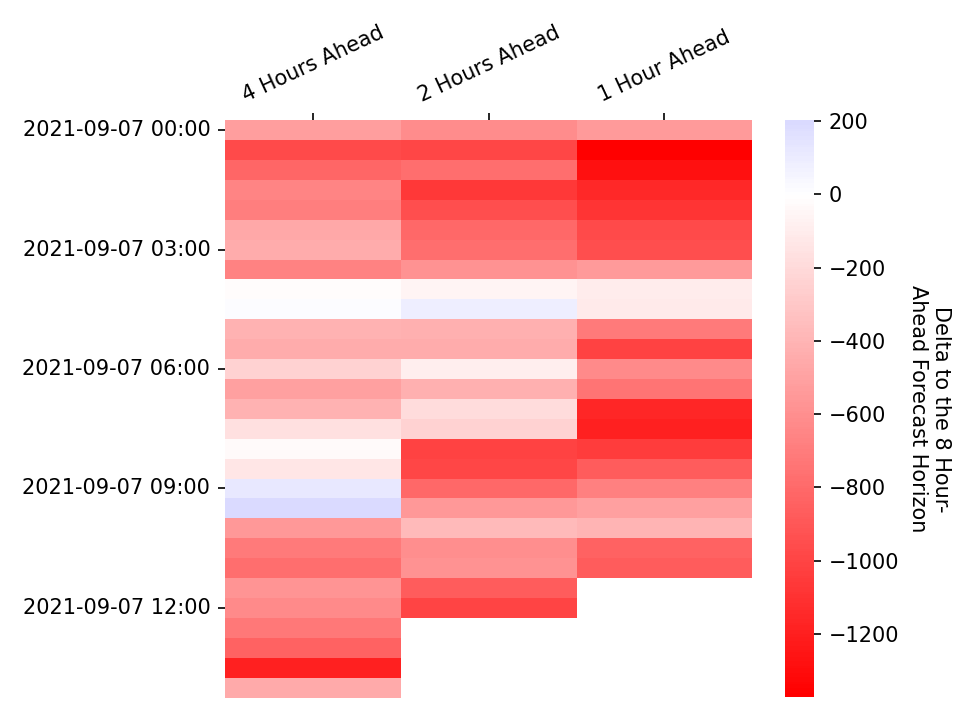 4 Hours Ahead
2 Hours Ahead
1 Hour Ahead
2021-09-07 00:00
2021-09-07 03:00
2021-09-07 06:00
2021-09-07 09:00
2021-09-07 12:00
200
0
−200
−400
−600
−800
−1000
−1200
Delta to the 8 Hour-
Ahead Forecast Horizon